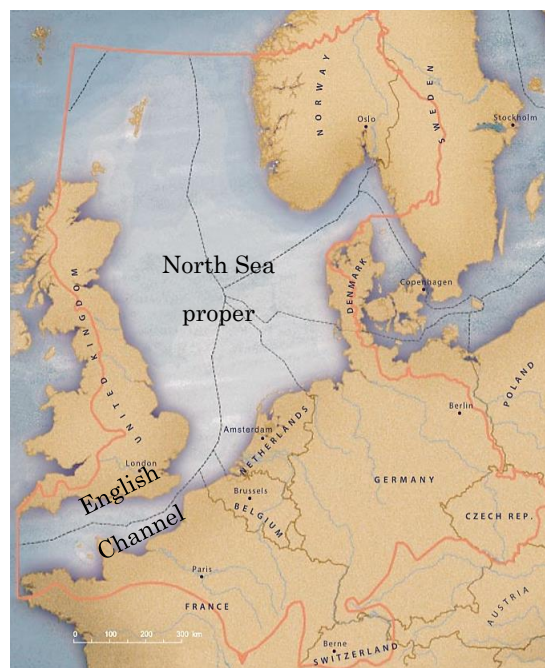 NORWAY
SWEDEN
Oslo
Stockholm
North Sea
proper
UNITED KINGDOM
DENMARK
Copenhagen
POLAND
Berlin
Amsterdam
NETHERLANDS
London
English
Channel
GERMANY
Brussels
BELGIUM
CZECH REP.
Paris
FRANCE
AUSTRIA
Berne
SWITZERLAND
0 100 200 300 km